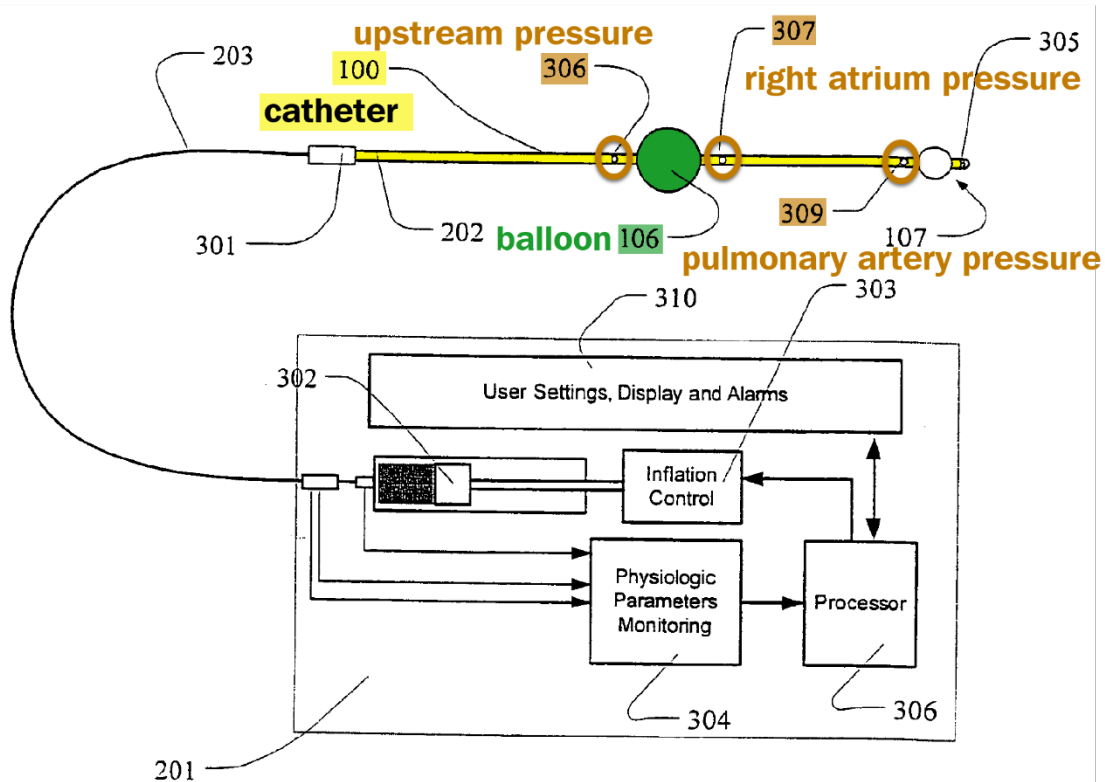 upstream pressure
307
305
203
100
306
right atrium pressure
catheter
309
301
202
balloon 106
107
pulmonary artery pressure
310
303
302
User Settings, Display and Alarms
Inflation
Control
Physiologic
Parameters
Monitoring
Processor
304
306
201